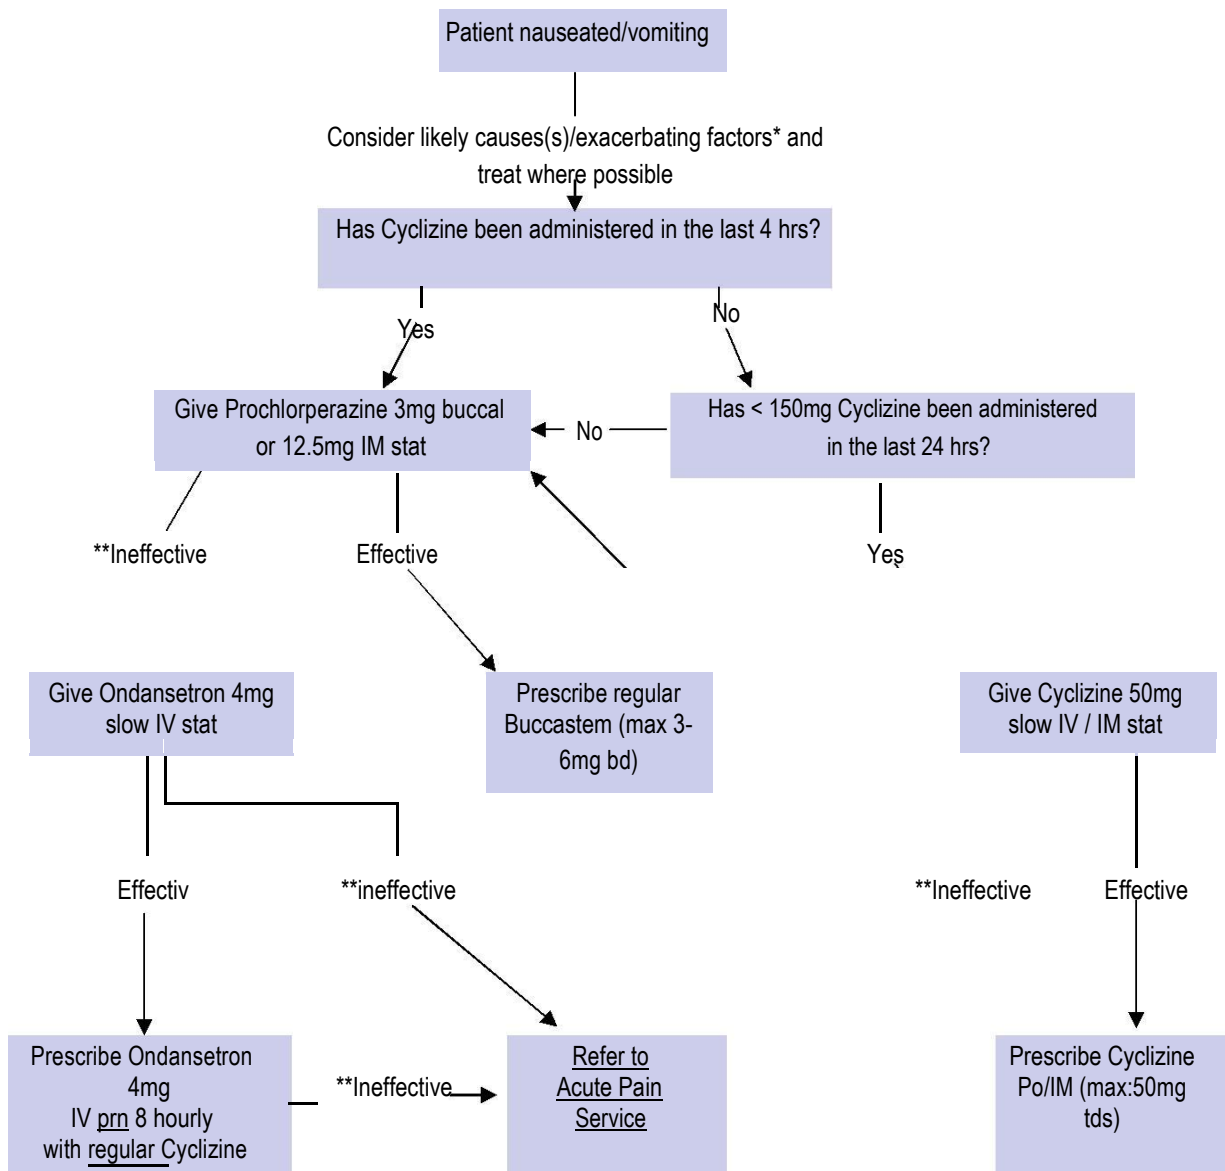 Patient nauseated/vomiting
Consider likely causes(s)/exacerbating factors* and
treat where possible
Has Cyclizine been administered in the last 4 hrs?
Yes
No
Give Prochlorperazine 3mg buccal
or 12.5mg IM stat
No
Has < 150mg Cyclizine been administered
in the last 24 hrs?
**Ineffective
Effective
Yes
Give Ondansetron 4mg
slow IV stat
Prescribe regular
Buccastem (max 3-
6mg bd)
Give Cyclizine 50mg
slow IV / IM stat
Effectiv
**ineffective
**Ineffective
Effective
Prescribe Ondansetron
4mg
IV prn 8 hourly
with regular Cyclizine
**Ineffective
Refer to
Acute Pain
Service
Prescribe Cyclizine
Po/IM (max:50mg
tds)